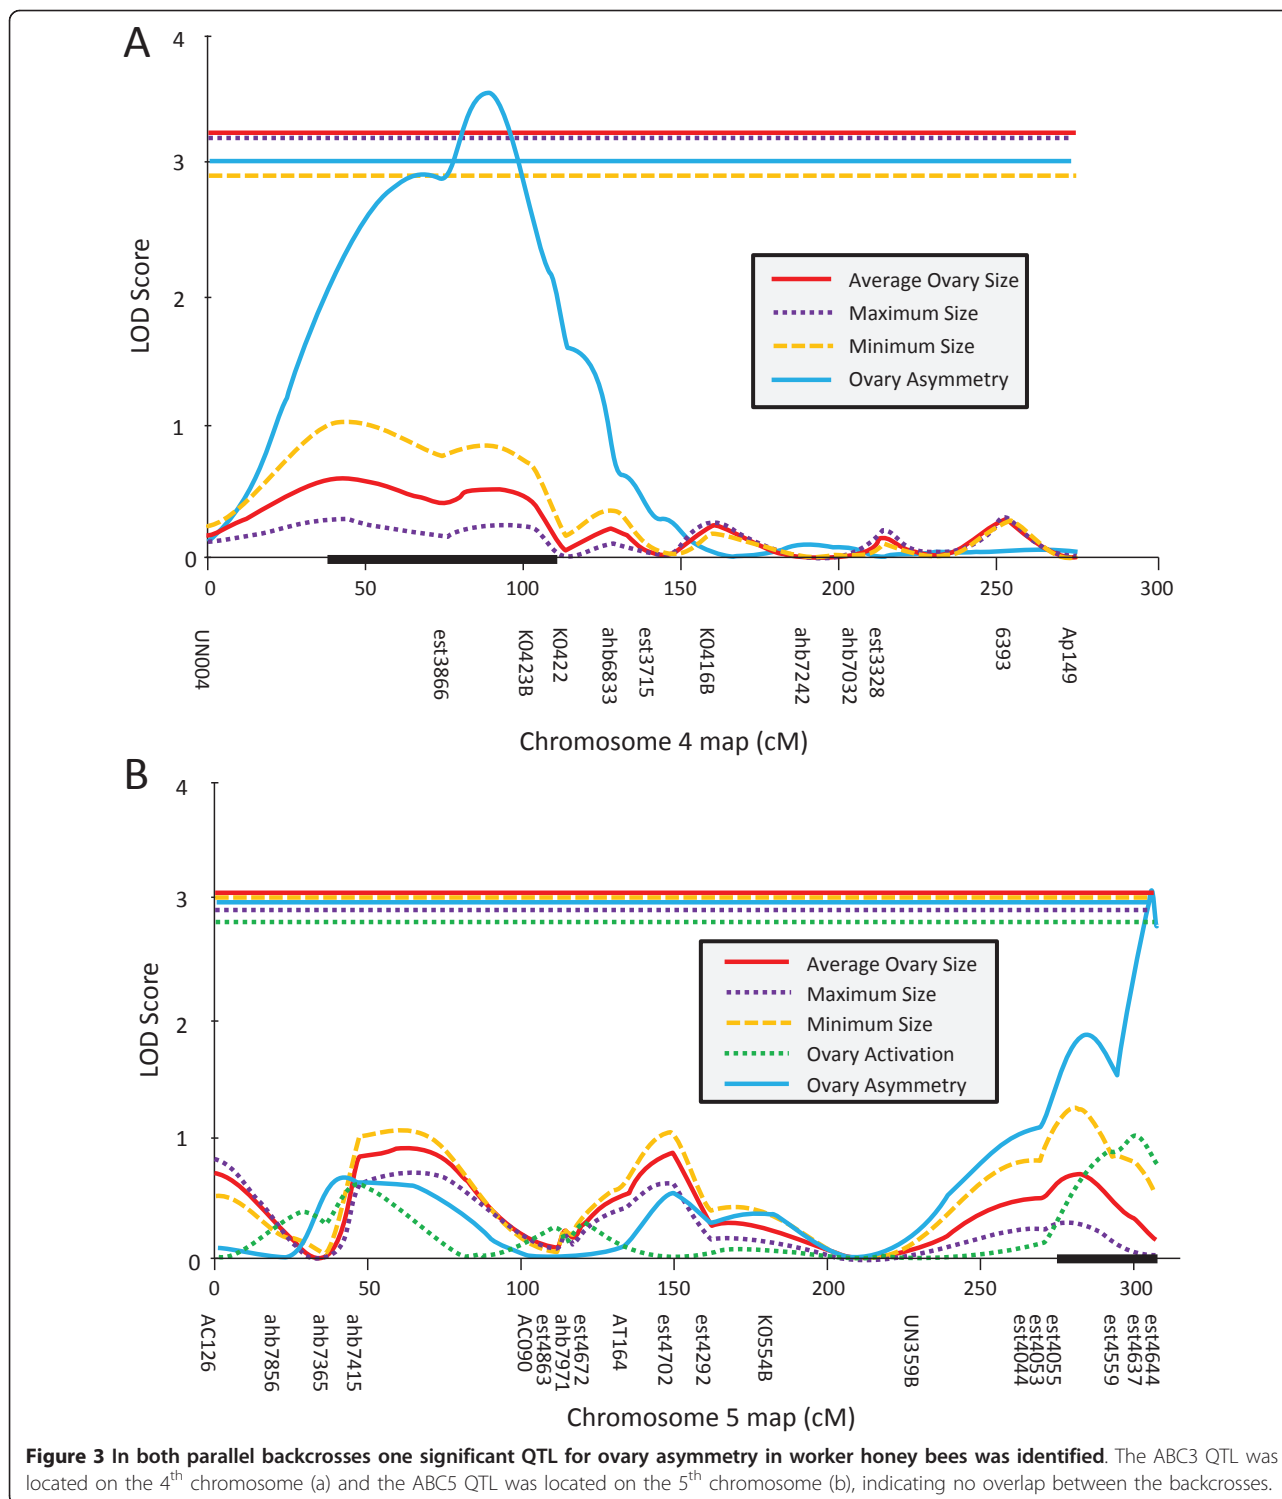 A
4
3
2
1
0
LOD Score
Average Ovary Size
Maximum Size
Minimum Size
Ovary Asymmetry
0 50 100 150 200 250 300
UN004 est3866 K0423B K0422 ahb6833 est3715 K0416B ahb7242 ahb7032 est3328 6393 Ap149
Chromosome 4 map (cM)
B
4
3
2
1
0
LOD Score
Average Ovary Size
Maximum Size
Minimum Size
Ovary Activation
Ovary Asymmetry
0 50 100 150 200 250 300
AC126 ahb7856 ahb7365 ahb7415 AC090 est4863 ahb7971 est4672 AT164 est4702 est4292 K0554B UN359B est4044 est4053 est4055 est4559 est4637 est4644
Chromosome 5 map (cM)
Figure 3 In both parallel backcrosses one significant QTL for ovary asymmetry in worker honey bees was identified. The ABC3 QTL was
located on the 4th chromosome (a) and the ABC5 QTL was located on the 5th chromosome (b), indicating no overlap between the backcrosses.